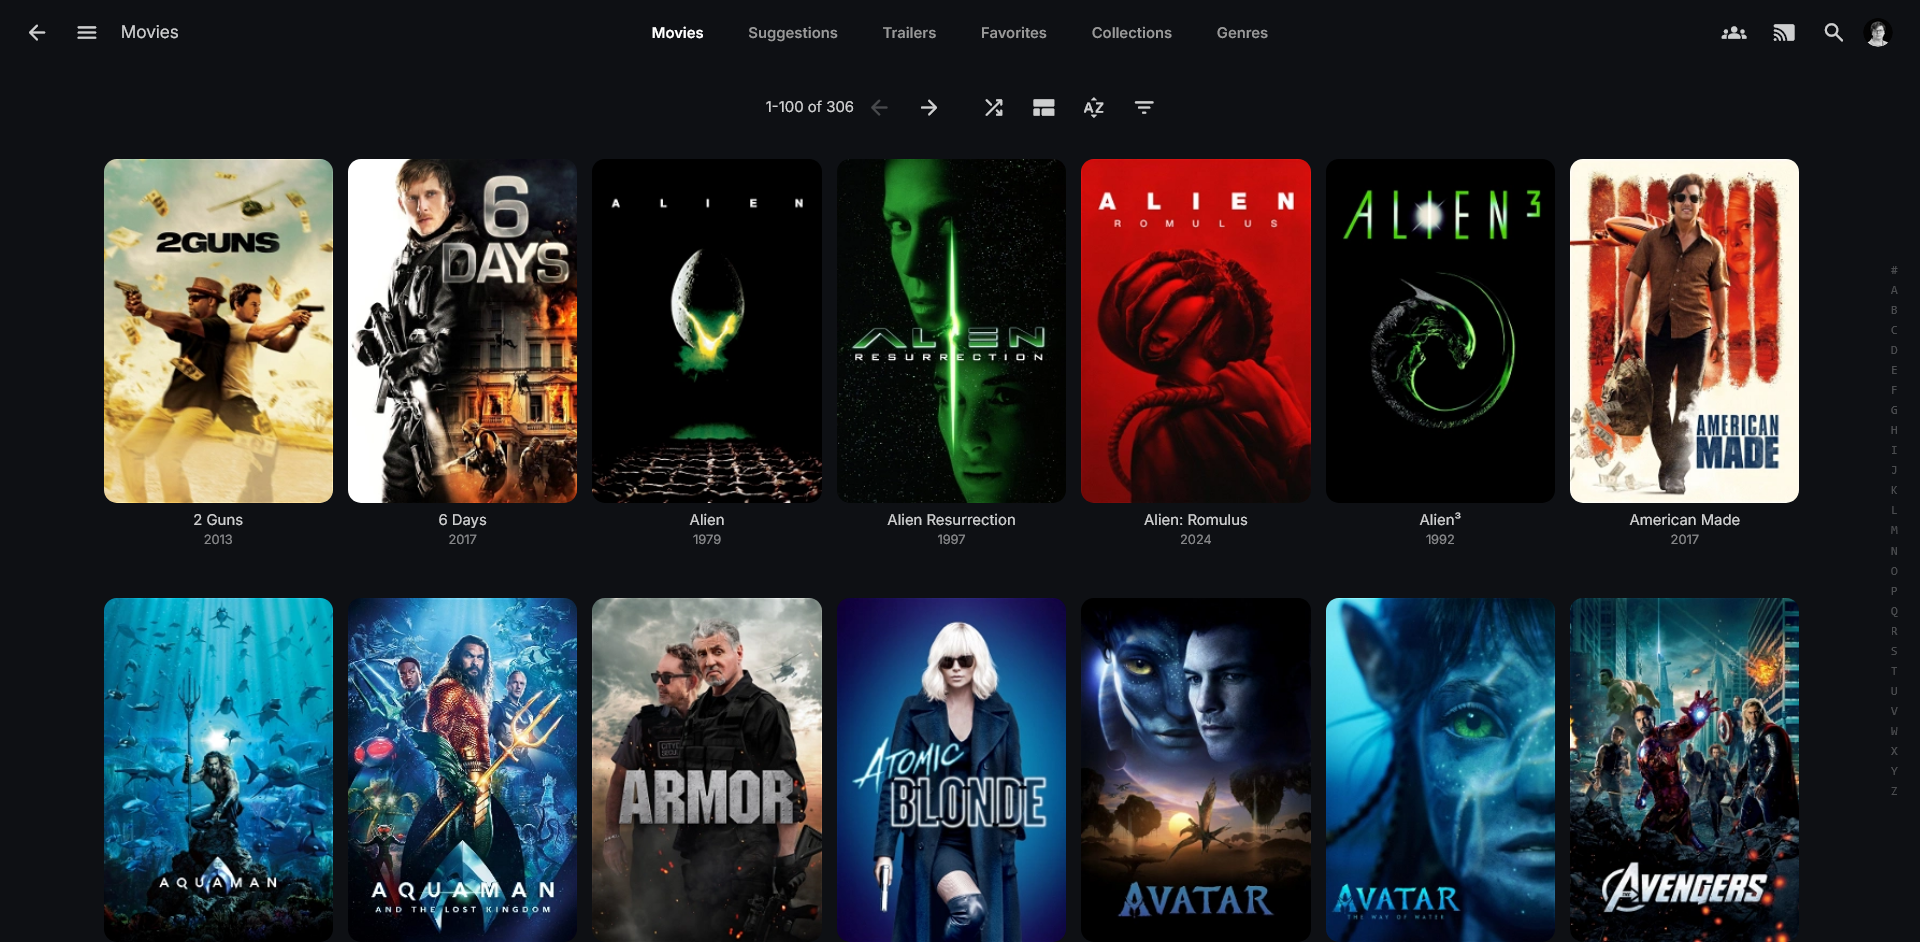 Movies
Movies Suggestions Trailers Favorites Collections Genres
1-100 of 306
AZ
2GUNS
6 DAYS
ALIEN
ALIEN RESURRECTION
ALIEN ROMULUS
ALIEN 3
AMERICAN MADE
2 Guns
2013
6 Days
2017
Alien
1979
Alien Resurrection
1997
Alien: Romulus
2024
Alien³
1992
American Made
2017
AQUAMAN
AQUAMAN
AND THE LOST KINGDOM
ARMOR
ATOMIC
BLONDE
AVATAR
AVATAR
THE WAY OF WATER
AVENGERS
#
A
B
C
D
E
F
G
H
I
J
K
L
M
N
O
P
Q
R
S
T
U
V
W
X
Y
Z